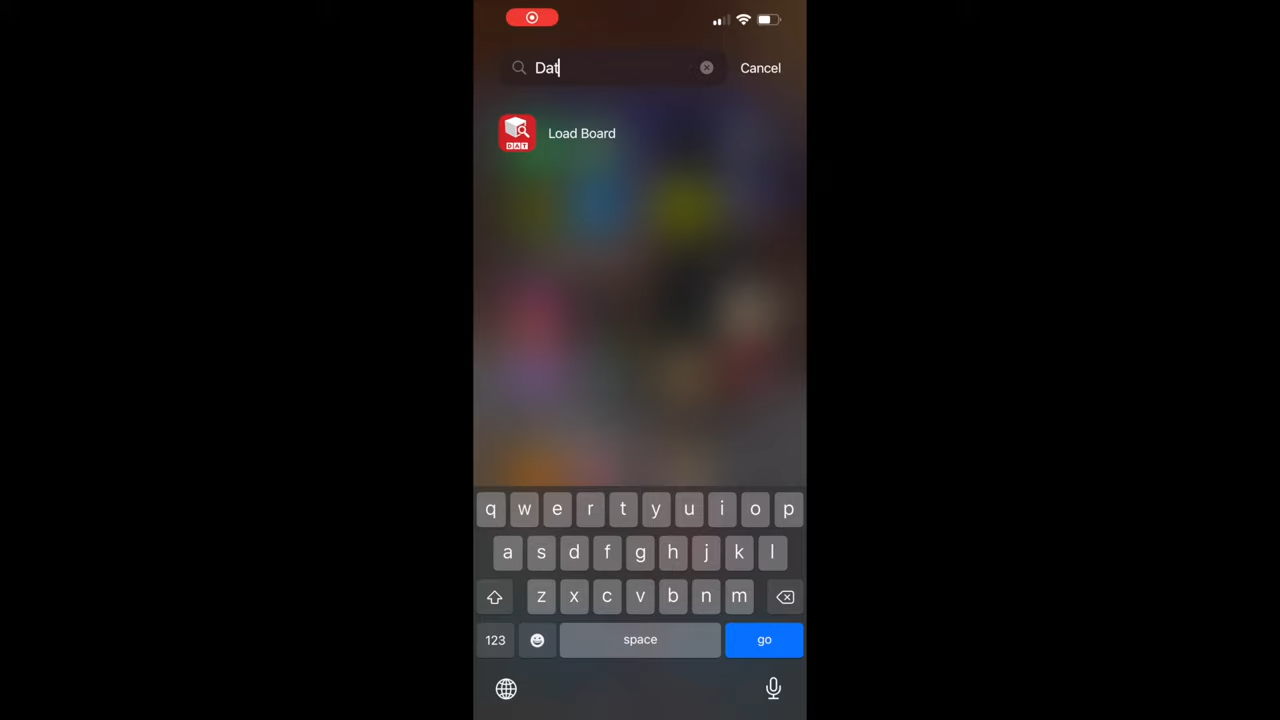 Dat
Cancel
DAT
Load Board
q w e r t y u i o p
a s d f g h j k l
z x c v b n m
123
space
go